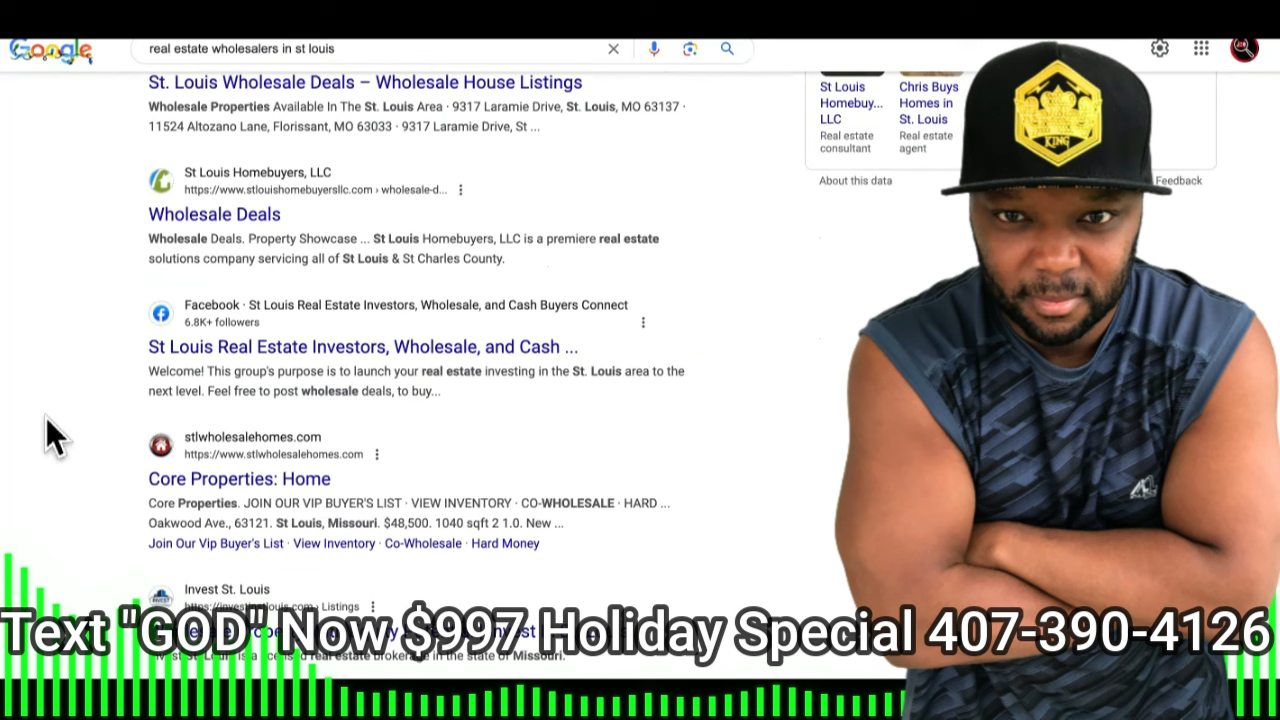 Google
real estate wholesalers in st louis
St. Louis Wholesale Deals – Wholesale House Listings
Wholesale Properties Available In The St. Louis Area · 9317 Laramie Drive, St. Louis, MO 63137 ·
11524 Altozano Lane, Florissant, MO 63033 · 9317 Laramie Drive, St ...
St Louis Homebuyers, LLC
https://www.stlouishomebuyersllc.com › wholesale-d...
Wholesale Deals
Wholesale Deals. Property Showcase ... St Louis Homebuyers, LLC is a premiere real estate
solutions company servicing all of St Louis & St Charles County.
Facebook · St Louis Real Estate Investors, Wholesale, and Cash Buyers Connect
6.8K+ followers
St Louis Real Estate Investors, Wholesale, and Cash ...
Welcome! This group's purpose is to launch your real estate investing in the St. Louis area to the
next level. Feel free to post wholesale deals, to buy...
stlwholesalehomes.com
https://www.stlwholesalehomes.com
Core Properties: Home
Core Properties. JOIN OUR VIP BUYER'S LIST · VIEW INVENTORY · CO-WHOLESALE · HARD ...
Oakwood Ave., 63121. St Louis, Missouri. $48,500. 1040 sqft 2 1.0. New ...
Join Our Vip Buyer's List · View Inventory · Co-Wholesale · Hard Money
Invest St. Louis
Listings
real estate brokerage in the state of Missouri.
St Louis
Homebuy...
LLC
Real estate
consultant
Chris Buys
Homes in
St. Louis
Real estate
agent
About this data
Feedback
KING
Text "GOD" Now $997 Holiday Special 407-390-4126